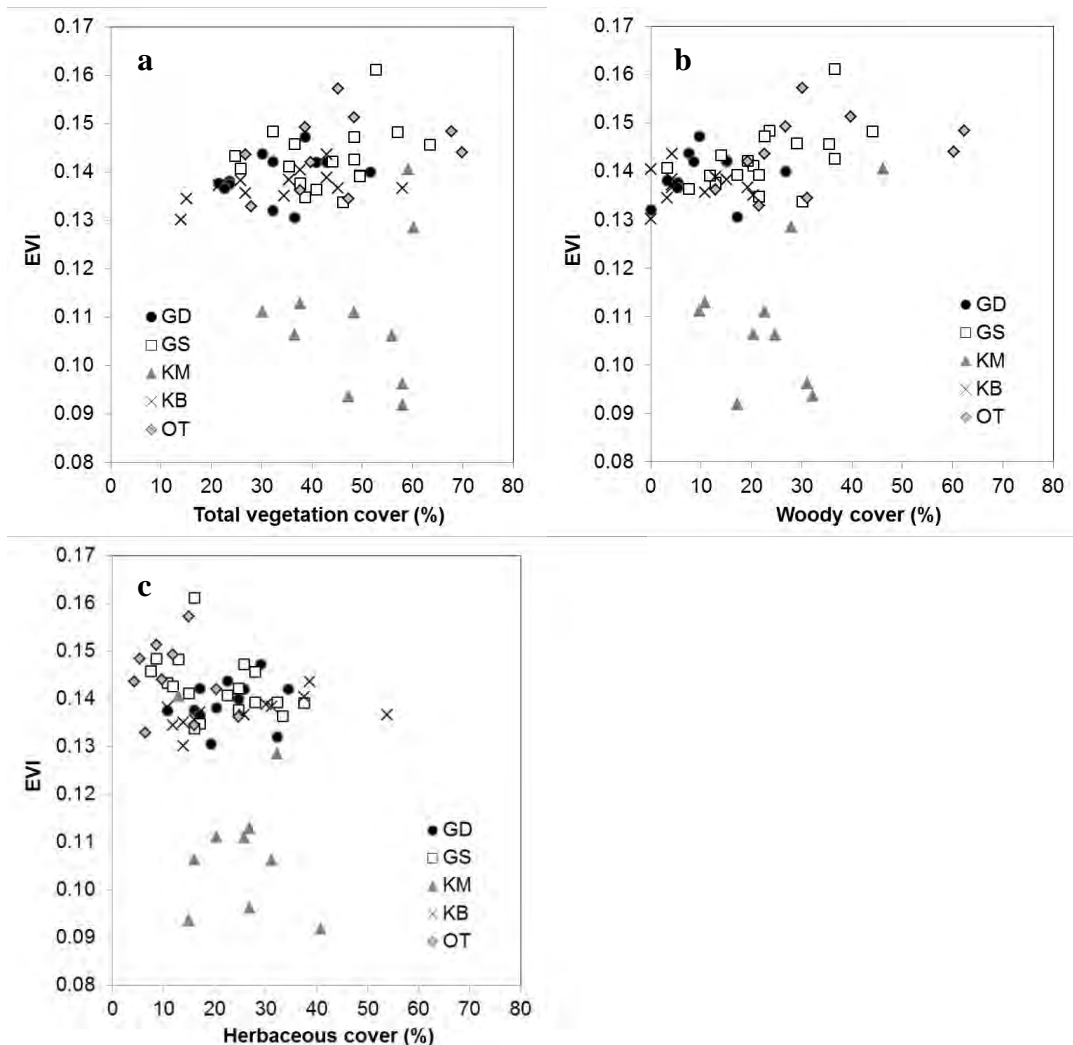 a
0.17
0.16
0.15
0.14
0.13
0.12
0.11
0.10
0.09
0.08
EVI
GD
GS
KM
KB
OT
0 10 20 30 40 50 60 70 80
Total vegetation cover (%)
b
0.17
0.16
0.15
0.14
0.13
0.12
0.11
0.10
0.09
0.08
EVI
GD
GS
KM
KB
OT
0 10 20 30 40 50 60 70 80
Woody cover (%)
c
0.17
0.16
0.15
0.14
0.13
0.12
0.11
0.10
0.09
0.08
EVI
GD
GS
KM
KB
OT
0 10 20 30 40 50 60 70 80
Herbaceous cover (%)